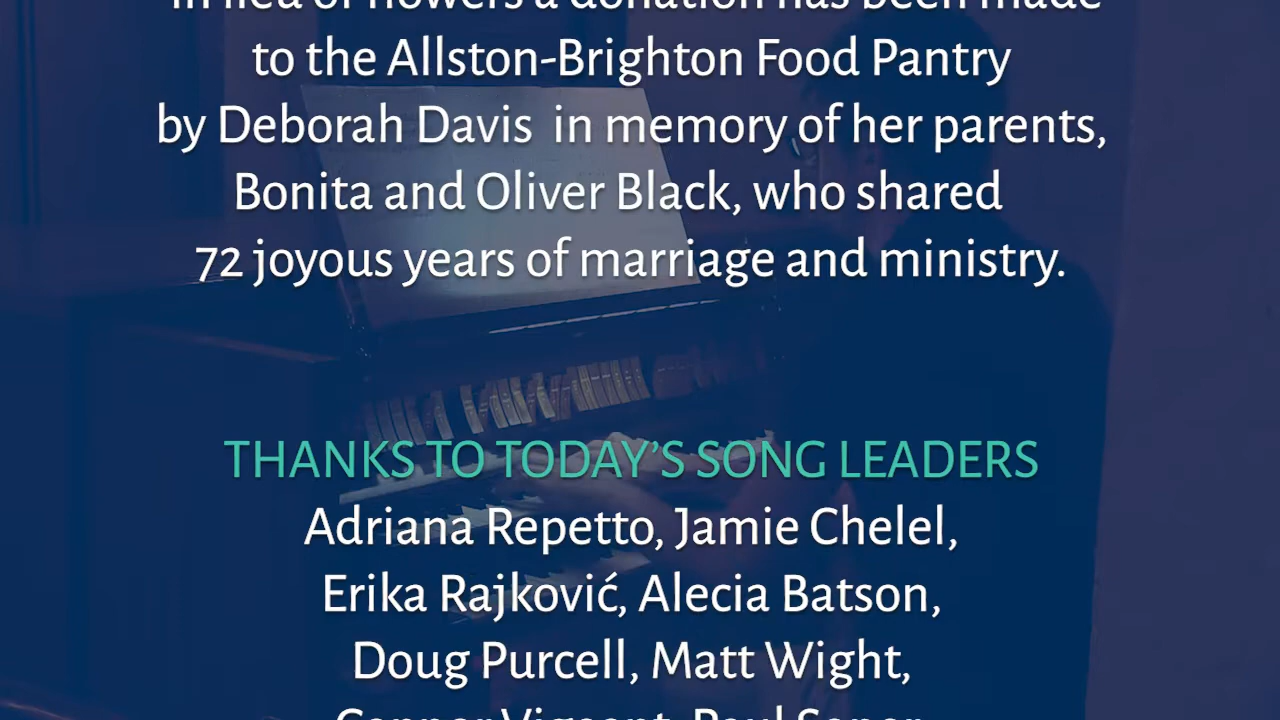 In lieu of flowers a donation has been made
to the Allston-Brighton Food Pantry
by Deborah Davis in memory of her parents,
Bonita and Oliver Black, who shared
72 joyous years of marriage and ministry.
THANKS TO TODAY'S SONG LEADERS
Adriana Repetto, Jamie Chelel,
Erika Rajković, Alecia Batson,
Doug Purcell, Matt Wight,